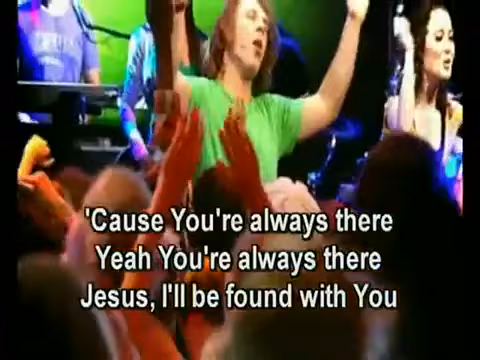 'Cause You're always there
Yeah You're always there
Jesus, I'll be found with You